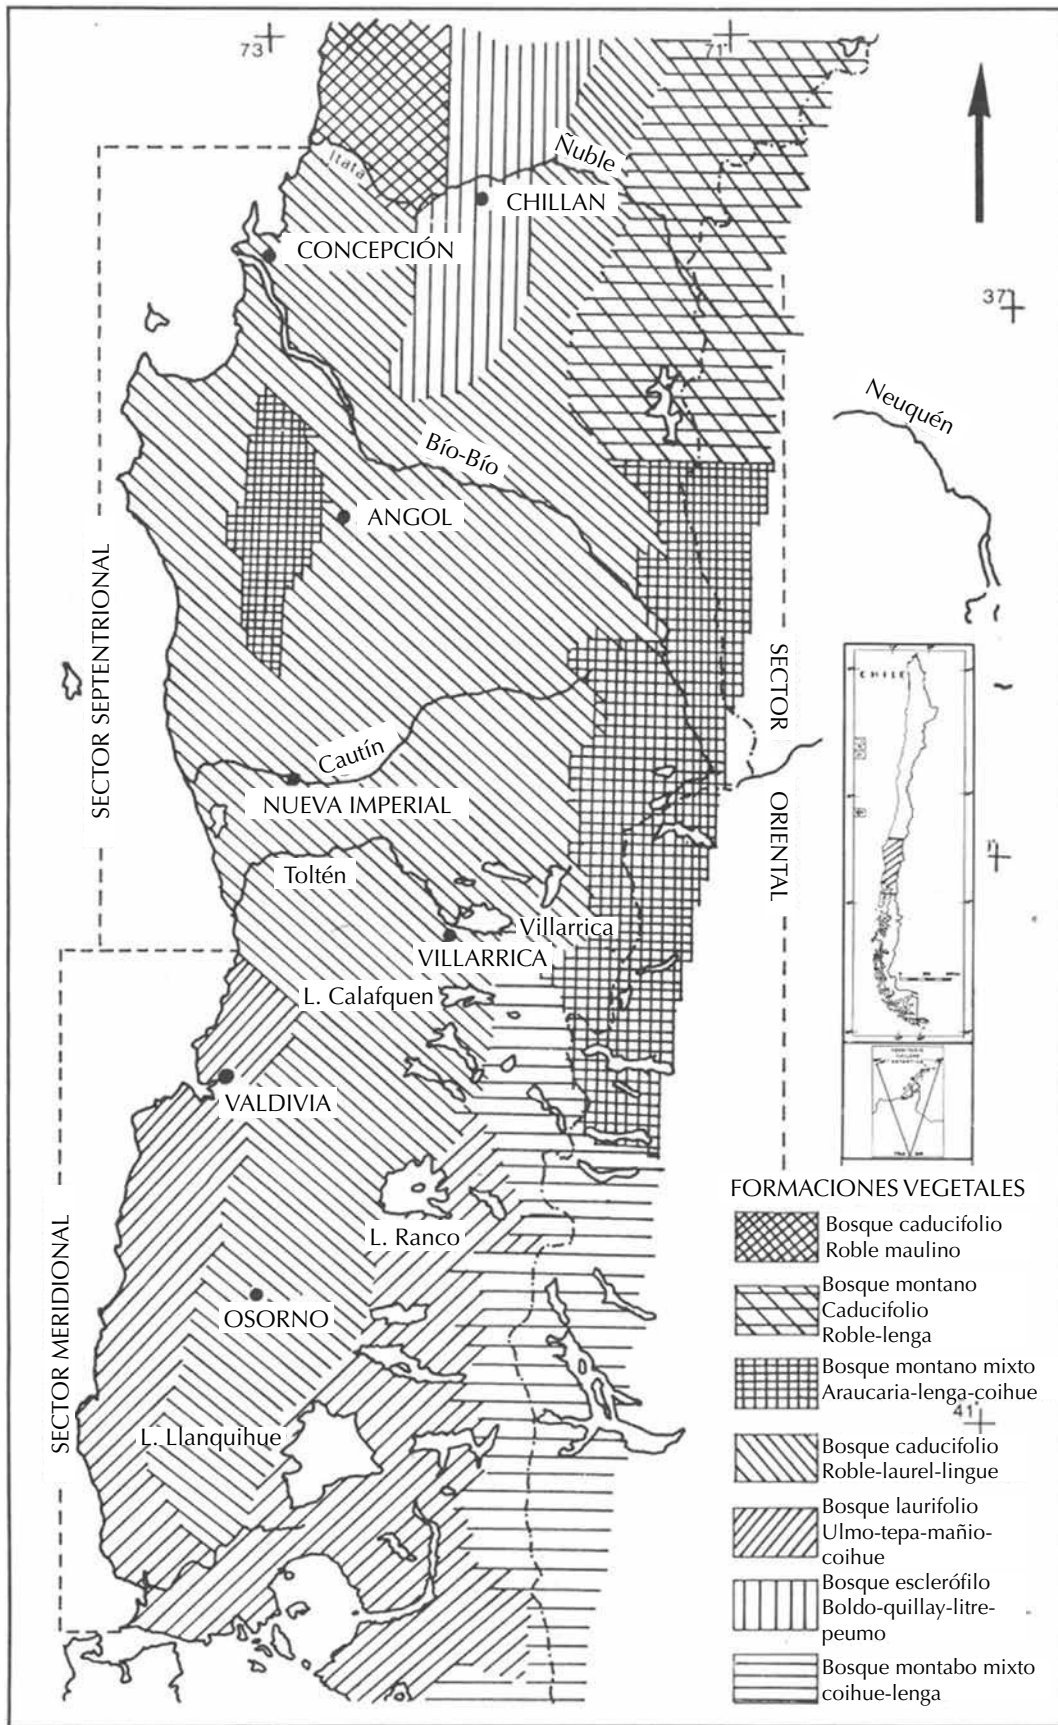 73
71
Itata
Ñuble
CHILLAN
CONCEPCIÓN
37
Neuquén
Bío-Bío
ANGOL
SECTOR SEPTENTRIONAL
SECTOR ORIENTAL
CHILE
Cautín
NUEVA IMPERIAL
Toltén
Villarrica
VILLARRICA
L. Calafquen
VALDIVIA
SECTOR MERIDIONAL
L. Ranco
OSORNO
L. Llanquihue
41
FORMACIONES VEGETALES
Bosque caducifolio
Roble maulino
Bosque montano
Caducifolio
Roble-lenga
Bosque montano mixto
Araucaria-lenga-coihue
Bosque caducifolio
Roble-laurel-lingue
Bosque laurifolio
Ulmo-tepa-mañio-
coihue
Bosque esclerófilo
Boldo-quillay-litre-
peumo
Bosque montabo mixto
coihue-lenga